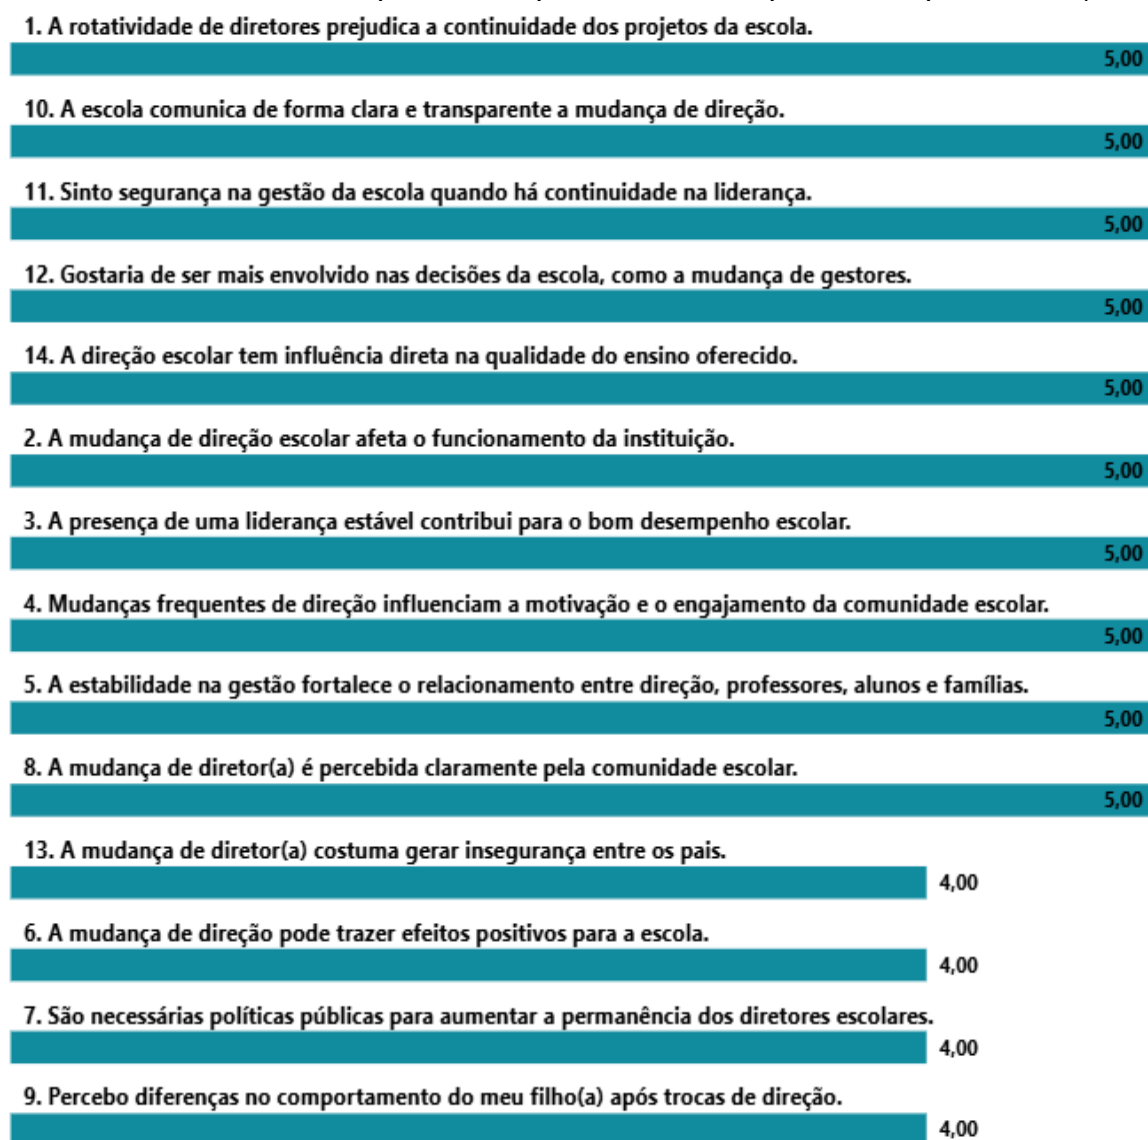 1. A rotatividade de diretores prejudica a continuidade dos projetos da escola.
5,00
10. A escola comunica de forma clara e transparente a mudança de direção.
5,00
11. Sinto segurança na gestão da escola quando há continuidade na liderança.
5,00
12. Gostaria de ser mais envolvido nas decisões da escola, como a mudança de gestores.
5,00
14. A direção escolar tem influência direta na qualidade do ensino oferecido.
5,00
2. A mudança de direção escolar afeta o funcionamento da instituição.
5,00
3. A presença de uma liderança estável contribui para o bom desempenho escolar.
5,00
4. Mudanças frequentes de direção influenciam a motivação e o engajamento da comunidade escolar.
5,00
5. A estabilidade na gestão fortalece o relacionamento entre direção, professores, alunos e famílias.
5,00
8. A mudança de diretor(a) é percebida claramente pela comunidade escolar.
5,00
13. A mudança de diretor(a) costuma gerar insegurança entre os pais.
4,00
6. A mudança de direção pode trazer efeitos positivos para a escola.
4,00
7. São necessárias políticas públicas para aumentar a permanência dos diretores escolares.
4,00
9. Percebo diferenças no comportamento do meu filho(a) após trocas de direção.
4,00